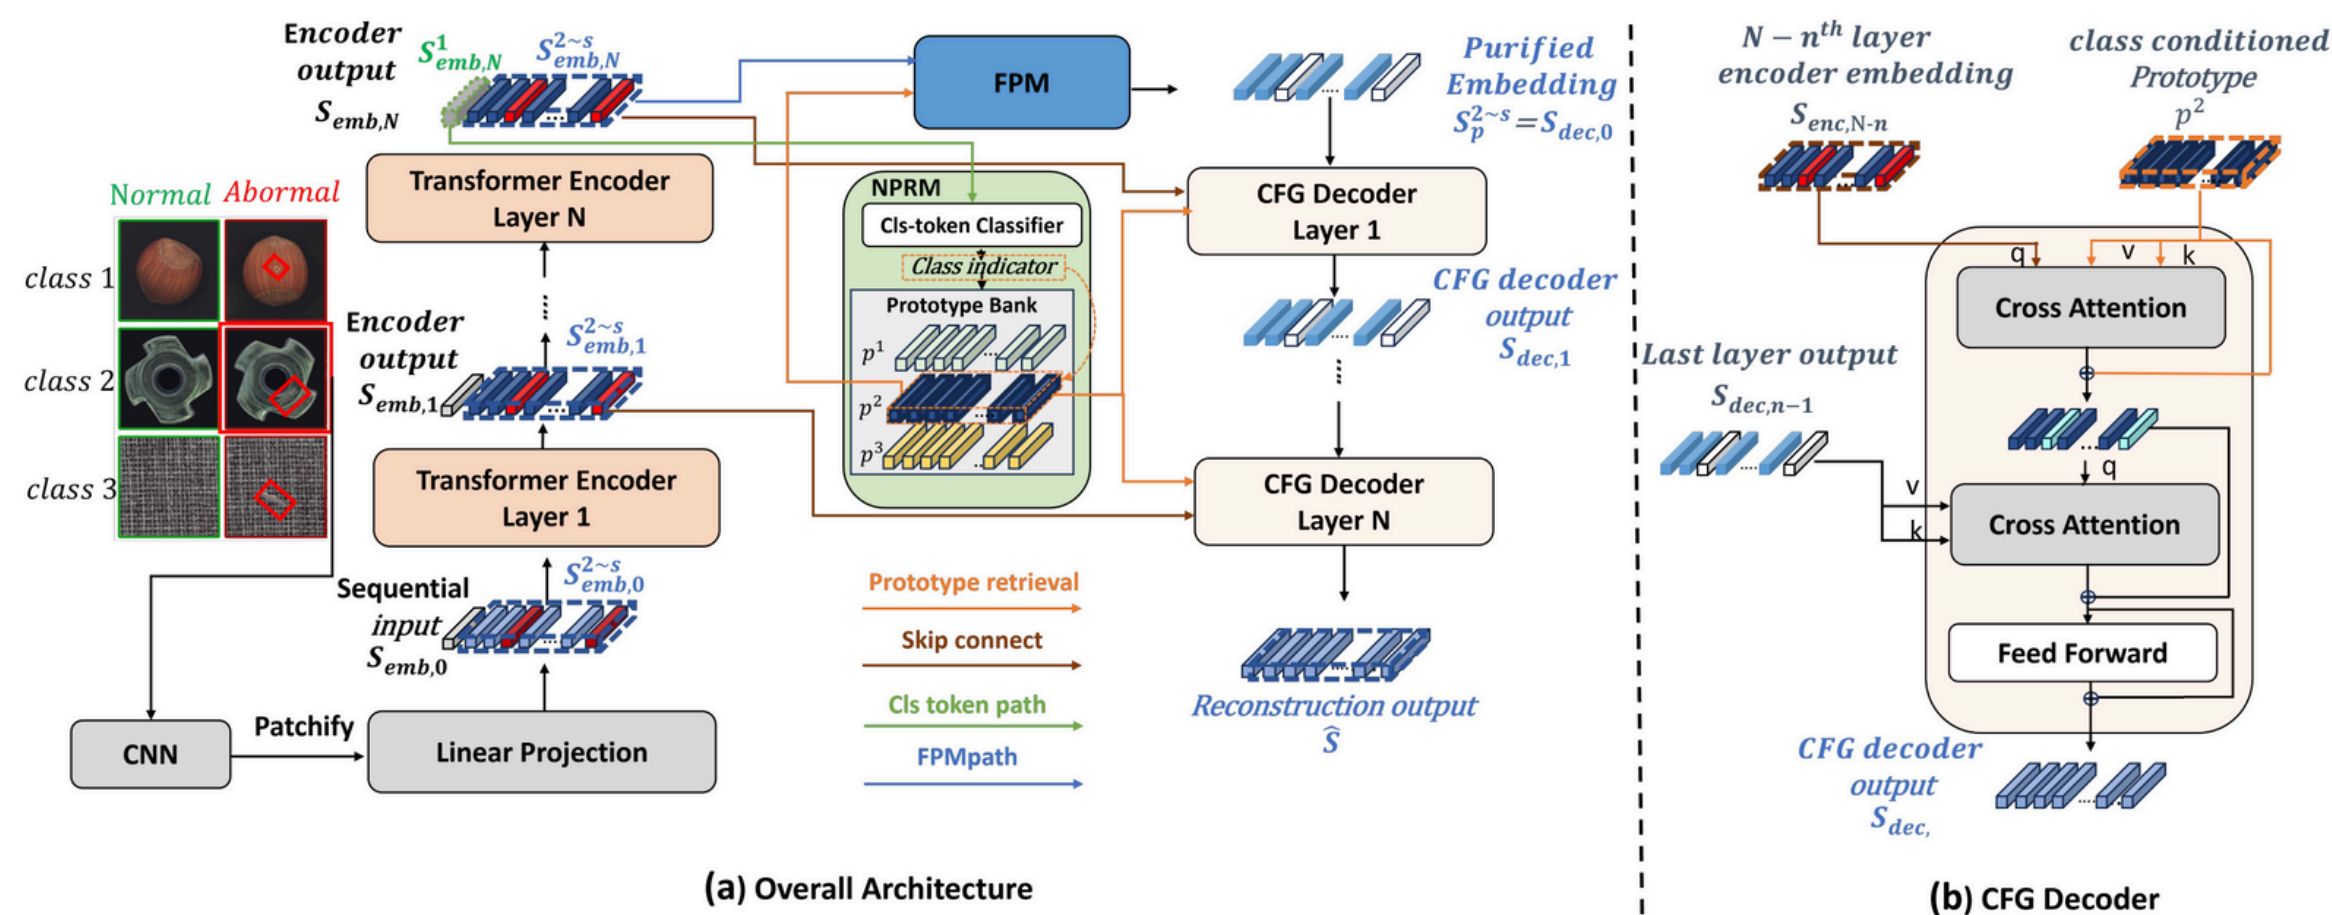 Encoder
output
S_emb,N
S^1_emb,N
S^2~s_emb,N
FPM
Purified
Embedding
S^2~s_p = S_dec,0
Transformer Encoder
Layer N
NPRM
Cls-token Classifier
Class indicator
Prototype Bank
p^1
p^2
p^3
CFG Decoder
Layer 1
CFG decoder
output
S_dec,1
Normal
Abormal
class 1
class 2
class 3
Encoder
output
S_emb,1
S^2~s_emb,1
Transformer Encoder
Layer 1
CFG Decoder
Layer N
Sequential
input
S_emb,0
S^2~s_emb,0
Prototype retrieval
Skip connect
Cls token path
FPMpath
Reconstruction output
Ŝ
CNN
Patchify
Linear Projection
(a) Overall Architecture
N − n^th layer
encoder embedding
S_enc,N-n
class conditioned
Prototype
p^2
q
v
k
Cross Attention
Last layer output
S_dec,n−1
q
v
k
Cross Attention
Feed Forward
CFG decoder
output
S_dec,
(b) CFG Decoder